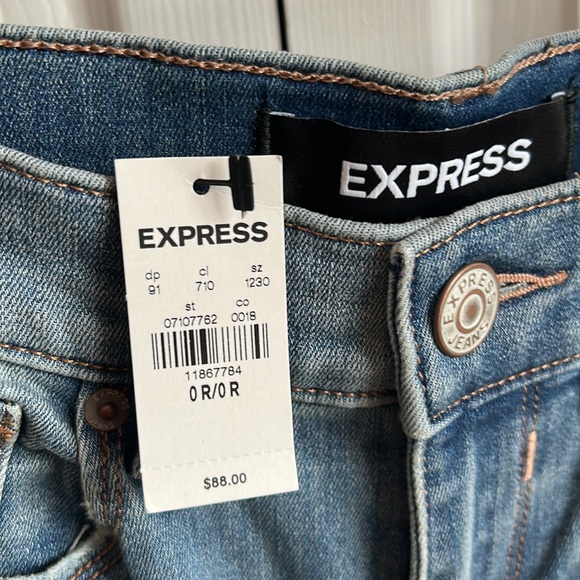 EXPRESS
EXPRESS
dp cl sz
91 710 1230
st co
07107762 0018
11867784
0 R/0 R
$88.00
EXPRESS
JEANS